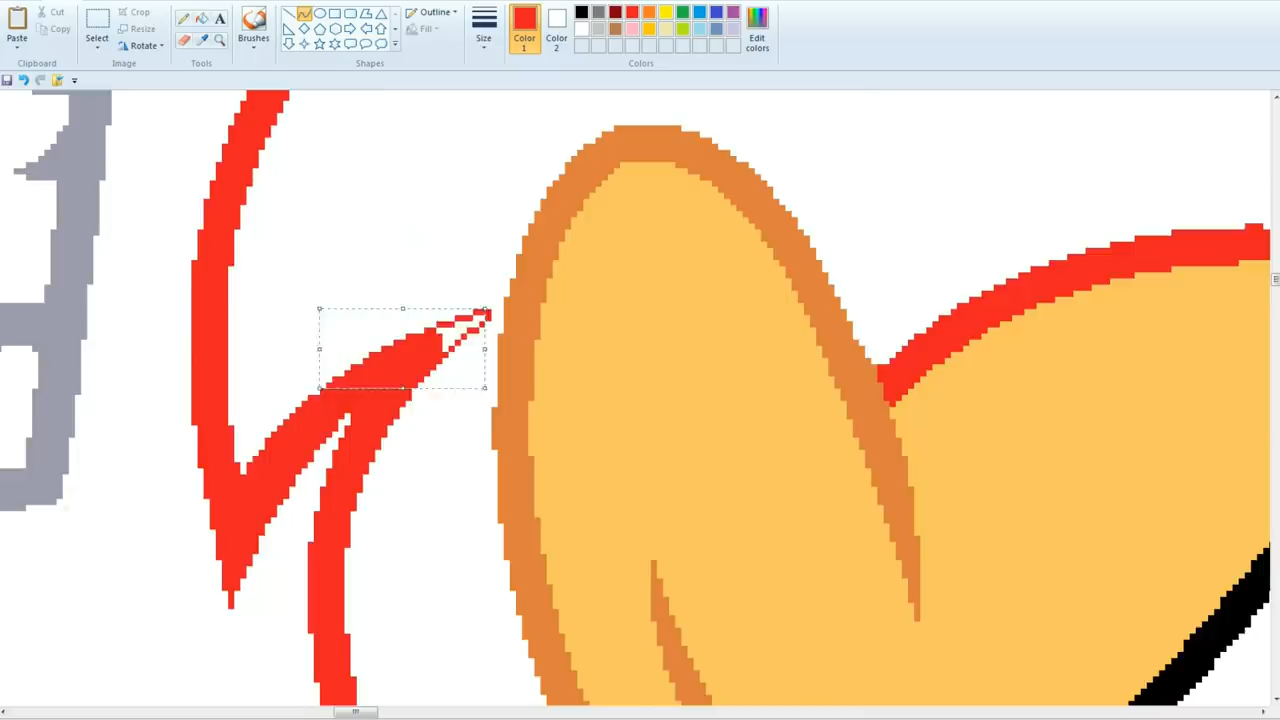 Paste
Cut
Copy
Clipboard
Select
Crop
Resize
Rotate
Image
A
Tools
Brushes
Outline
Fill
Shapes
Size
Color
1
Color
2
Edit
colors
Colors